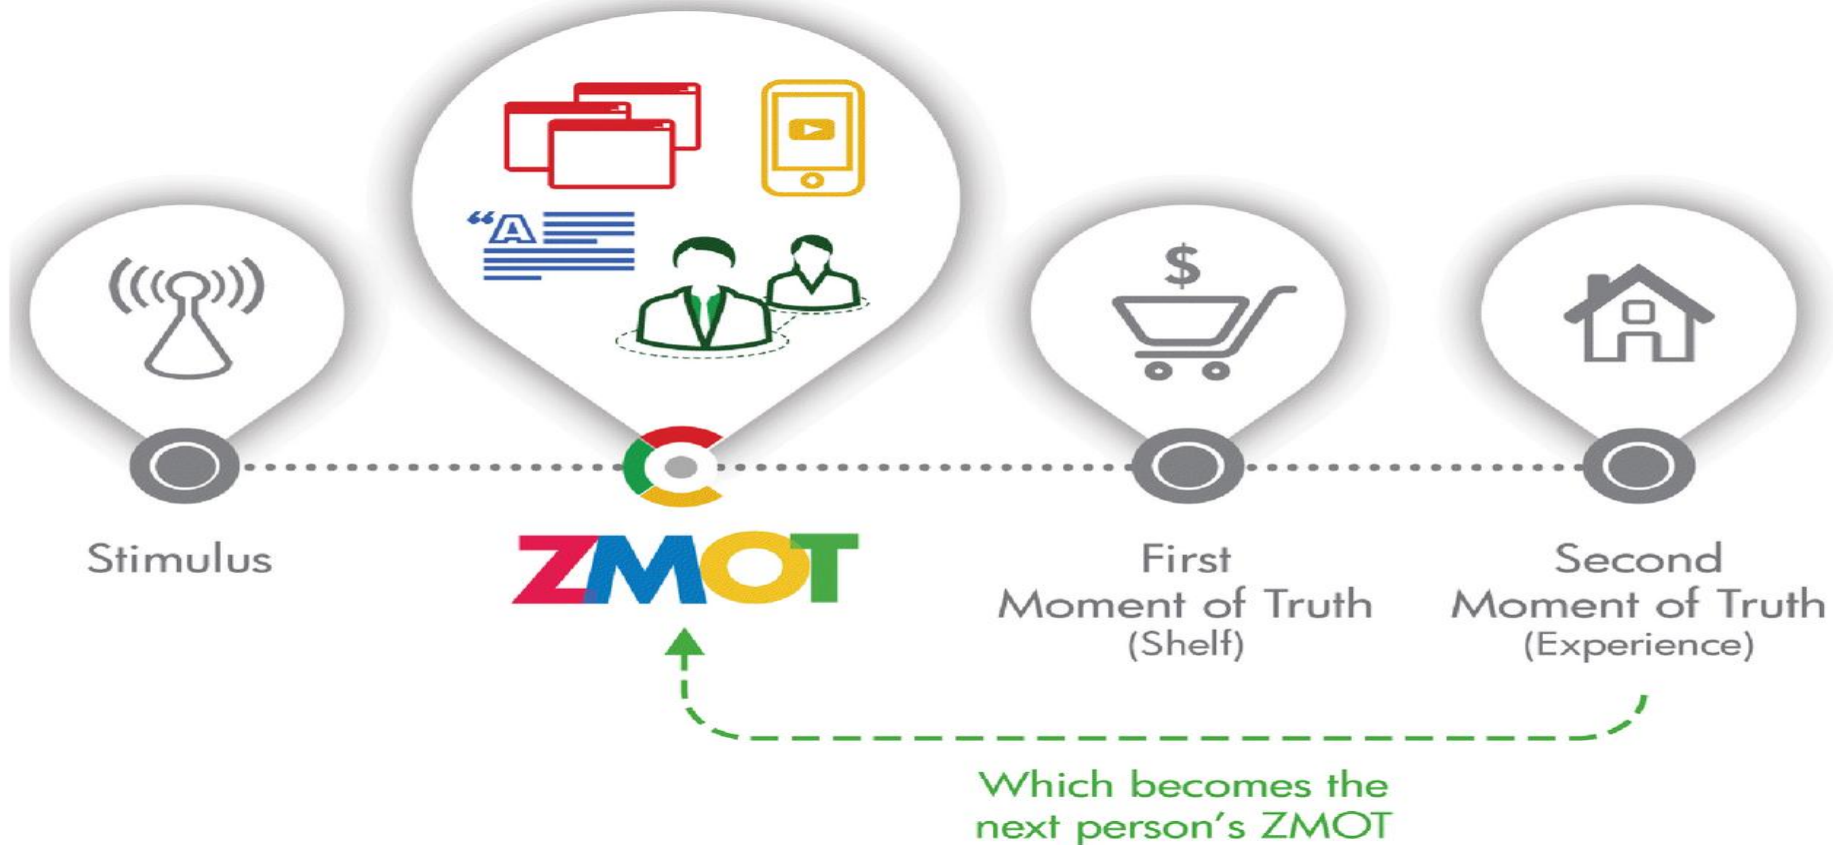 $
“A
Stimulus
ZMOT
First
Moment of Truth
(Shelf)
Second
Moment of Truth
(Experience)
Which becomes the
next person’s ZMOT